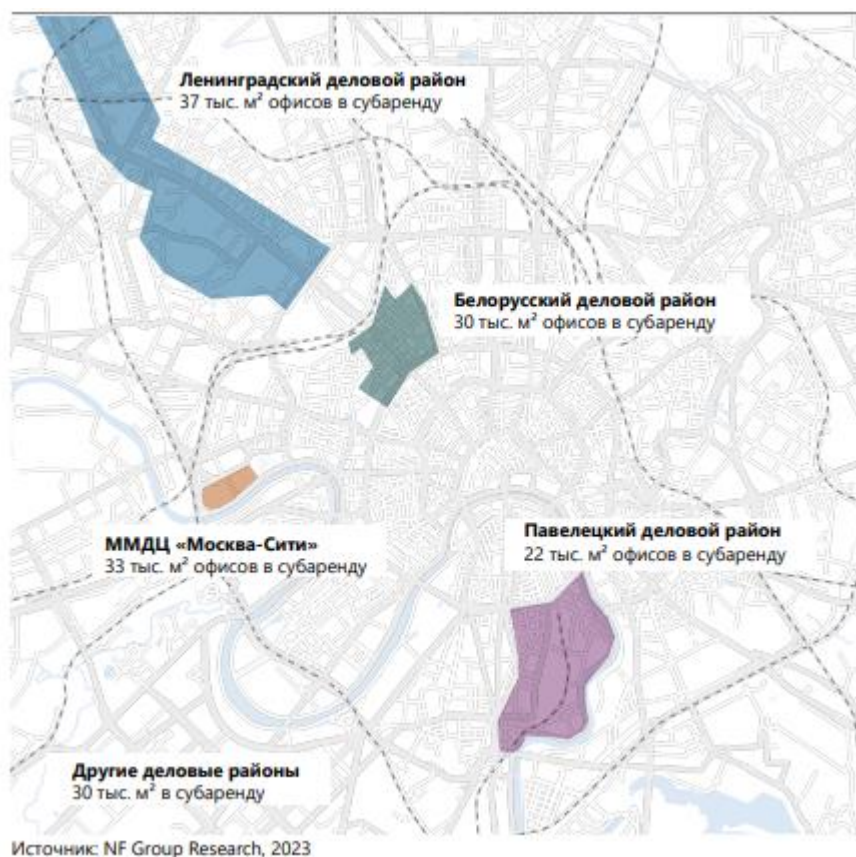 Ленинградский деловой район
37 тыс. м² офисов в субаренду
Белорусский деловой район
30 тыс. м² офисов в субаренду
ММДЦ «Москва-Сити»
33 тыс. м² офисов в субаренду
Павелецкий деловой район
22 тыс. м² офисов в субаренду
Другие деловые районы
30 тыс. м² в субаренду
Источник: NF Group Research, 2023